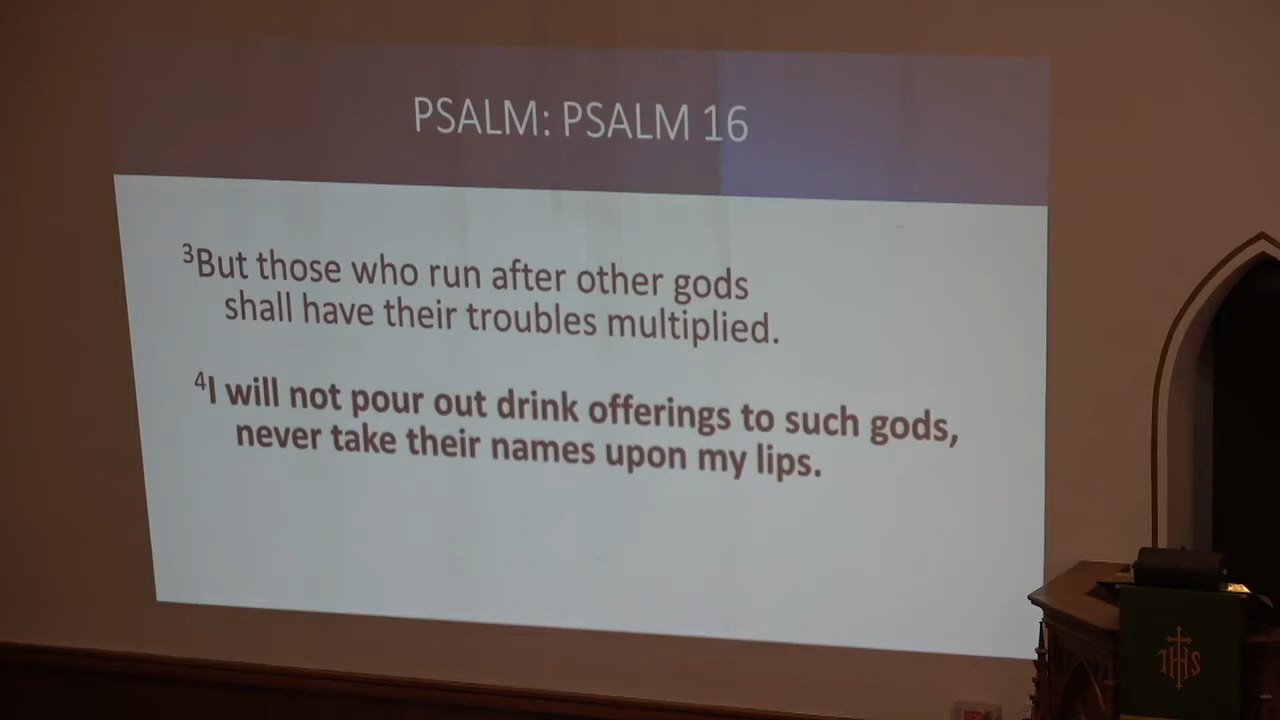 PSALM: PSALM 16
³But those who run after other gods
shall have their troubles multiplied.
⁴I will not pour out drink offerings to such gods,
never take their names upon my lips.
IHS